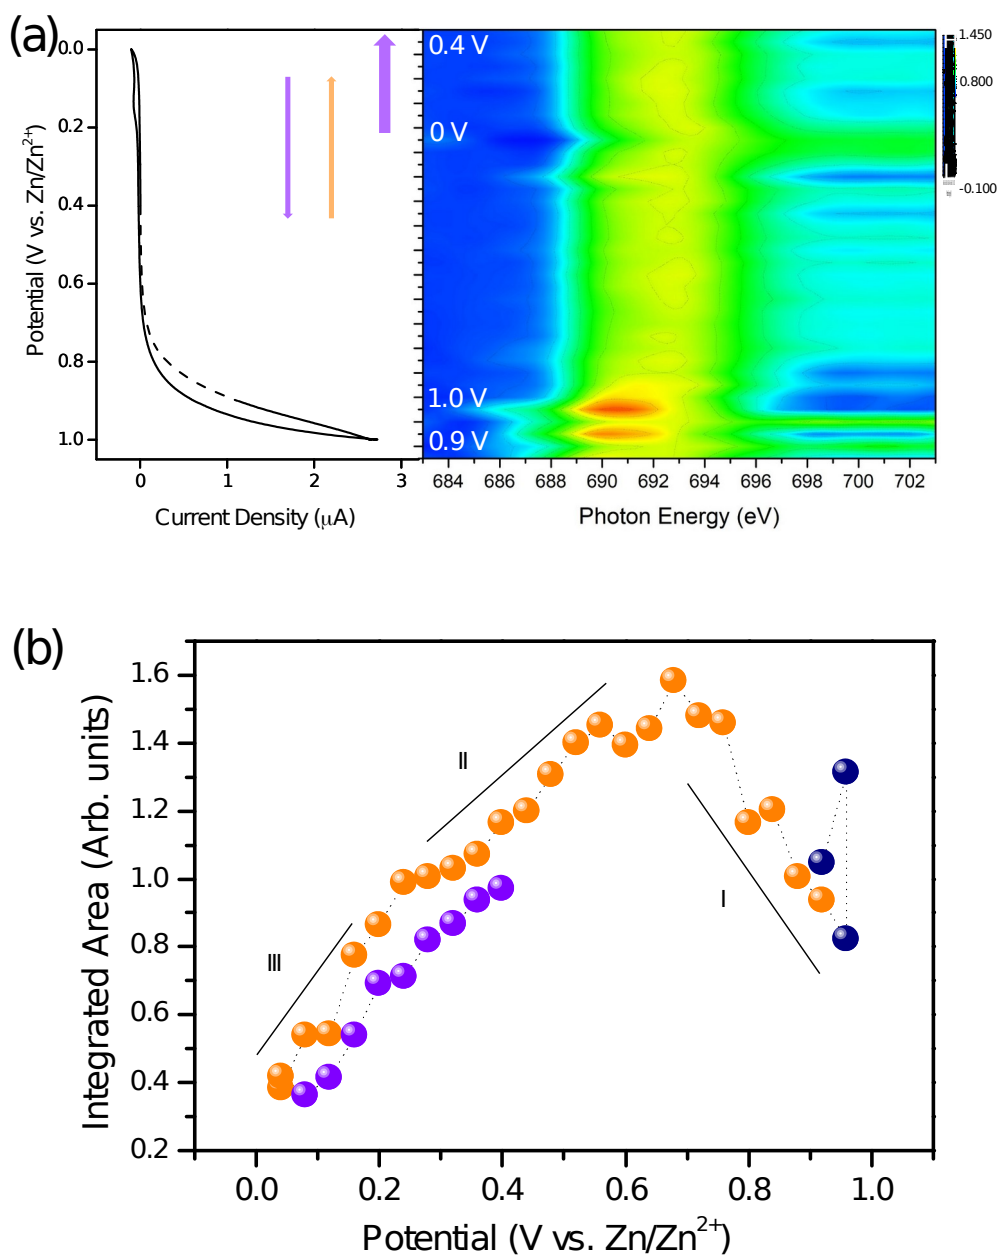 (a)
0.0
0.2
0.4
0.6
0.8
1.0
Potential (V vs. Zn/Zn²⁺)
0 1 2 3
Current Density (μA)
0.4 V
0 V
1.0 V
0.9 V
684 686 688 690 692 694 696 698 700 702
Photon Energy (eV)
1.450
0.800
-0.100
(b)
1.6
1.4
1.2
1.0
0.8
0.6
0.4
0.2
Integrated Area (Arb. units)
II
I
III
0.0 0.2 0.4 0.6 0.8 1.0
Potential (V vs. Zn/Zn²⁺)